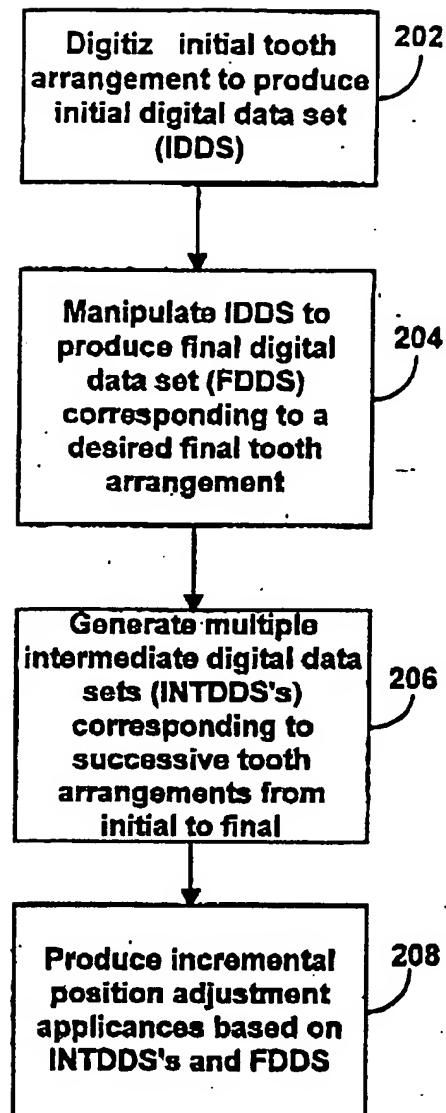 Digitiz initial tooth
arrangement to produce
initial digital data set
(IDDS)
202
Manipulate IDDS to
produce final digital
data set (FDDS)
corresponding to a
desired final tooth
arrangement
204
Generate multiple
intermediate digital data
sets (INTDDS's)
corresponding to
successive tooth
arrangements from
initial to final
206
Produce incremental
position adjustment
applicances based on
INTDDS's and FDDS
208